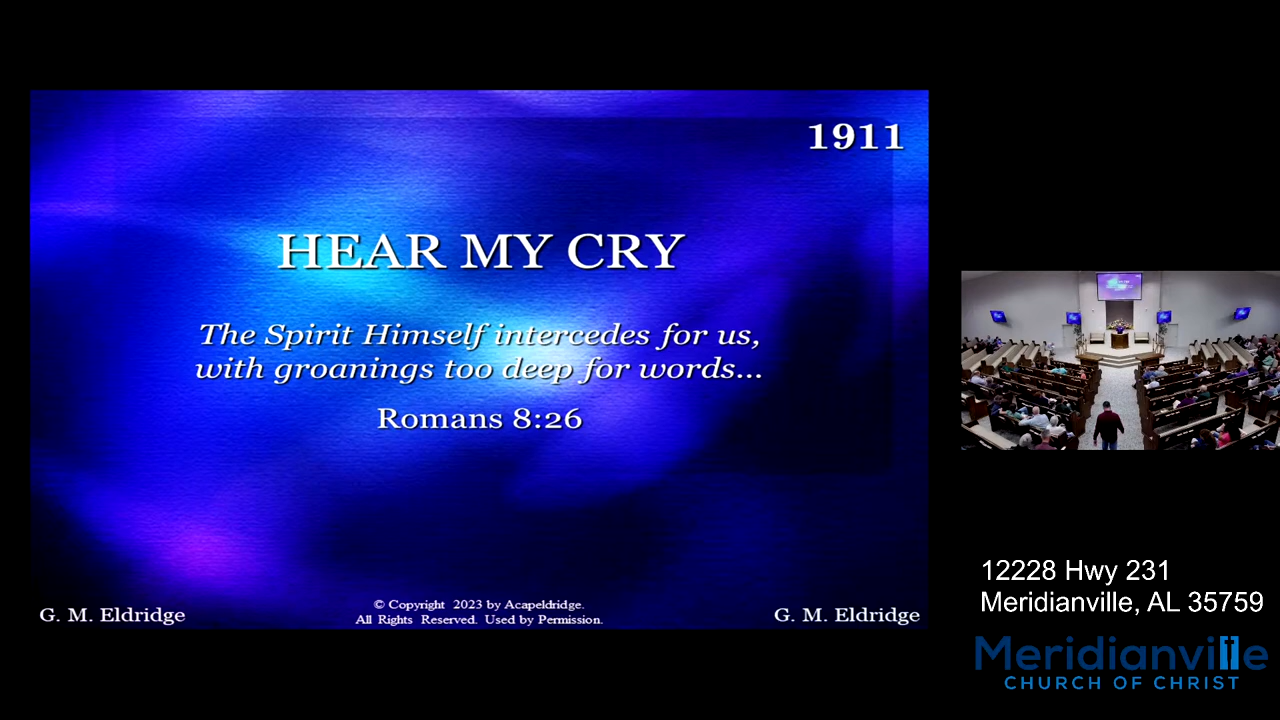 1911
HEAR MY CRY
The Spirit Himself intercedes for us,
with groanings too deep for words...
Romans 8:26
G. M. Eldridge
© Copyright 2023 by Acapeldridge.
All Rights Reserved. Used by Permission.
G. M. Eldridge
12228 Hwy 231
Meridianville, AL 35759
Meridianville
CHURCH OF CHRIST